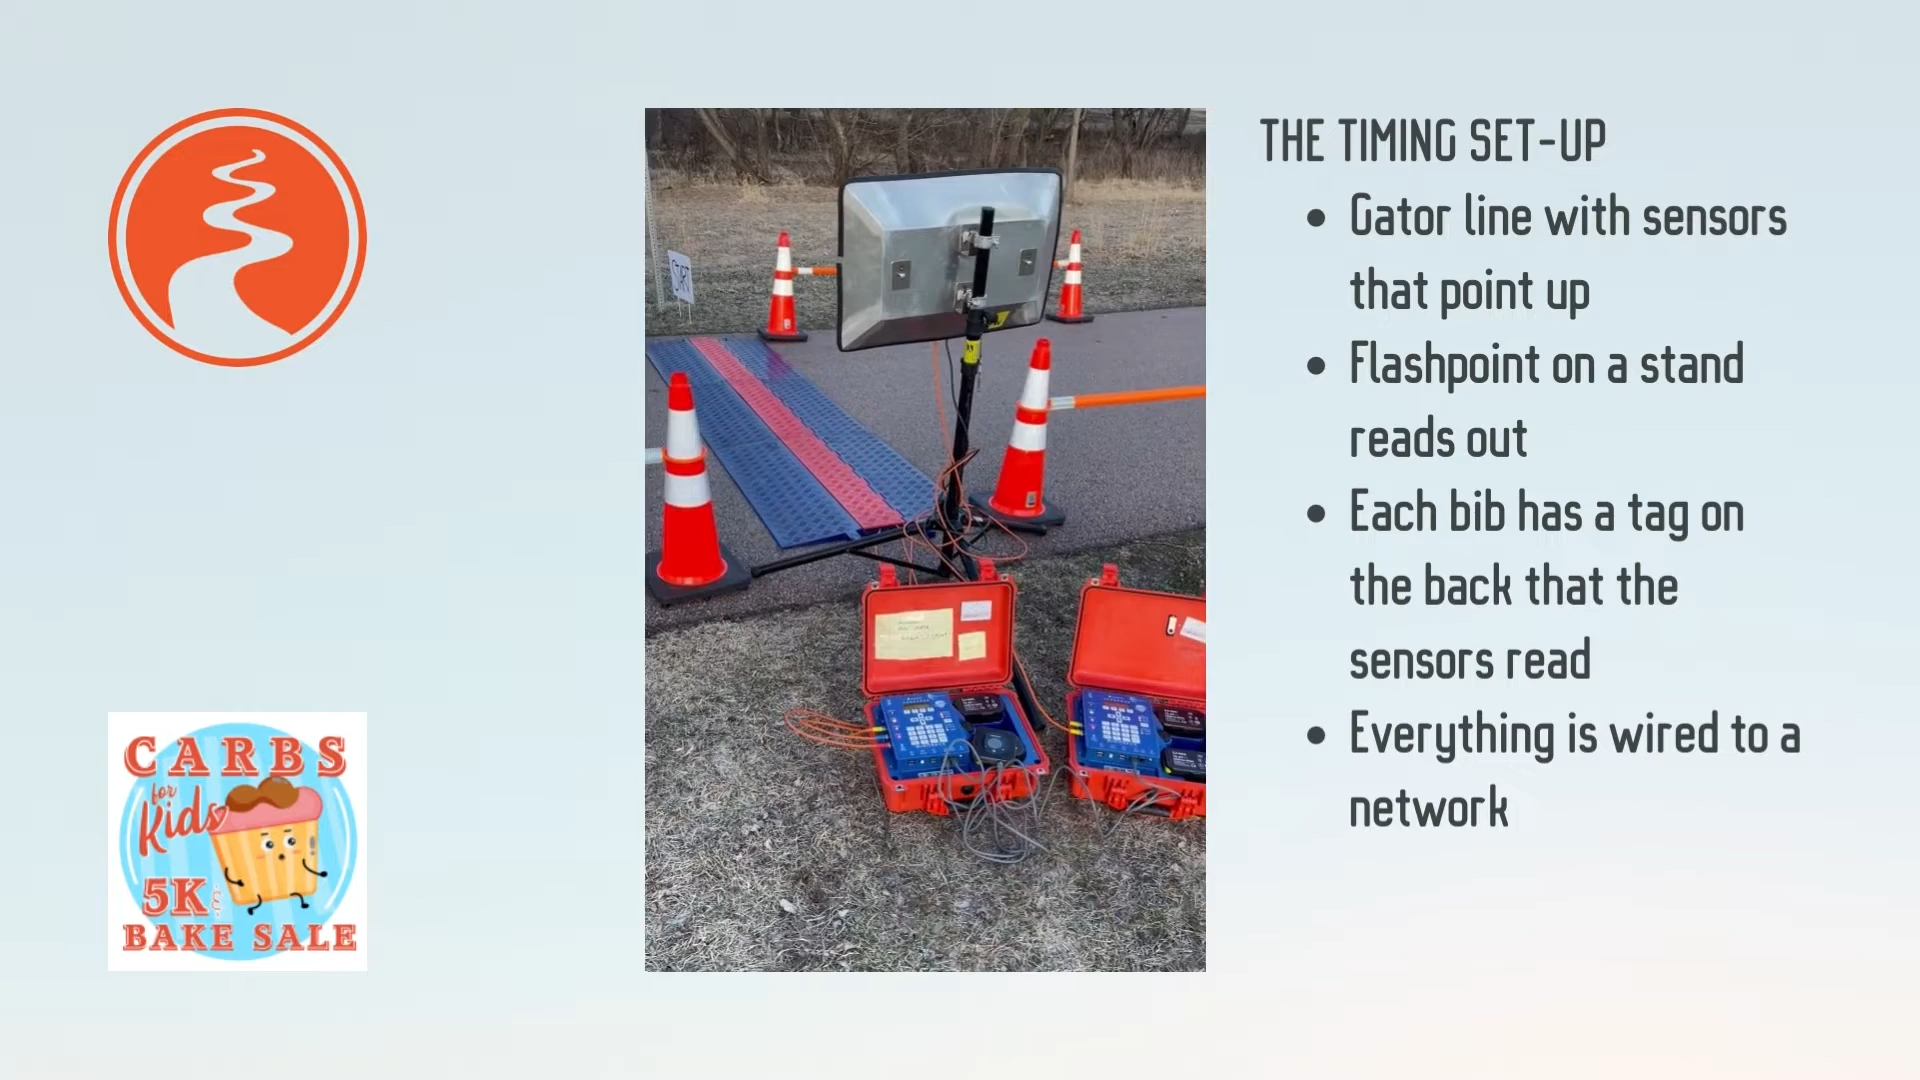 THE TIMING SET-UP
• Gator line with sensors
that point up
• Flashpoint on a stand
reads out
• Each bib has a tag on
the back that the
sensors read
• Everything is wired to a
network
START
CARBS
for
Kids
5K &
BAKE SALE